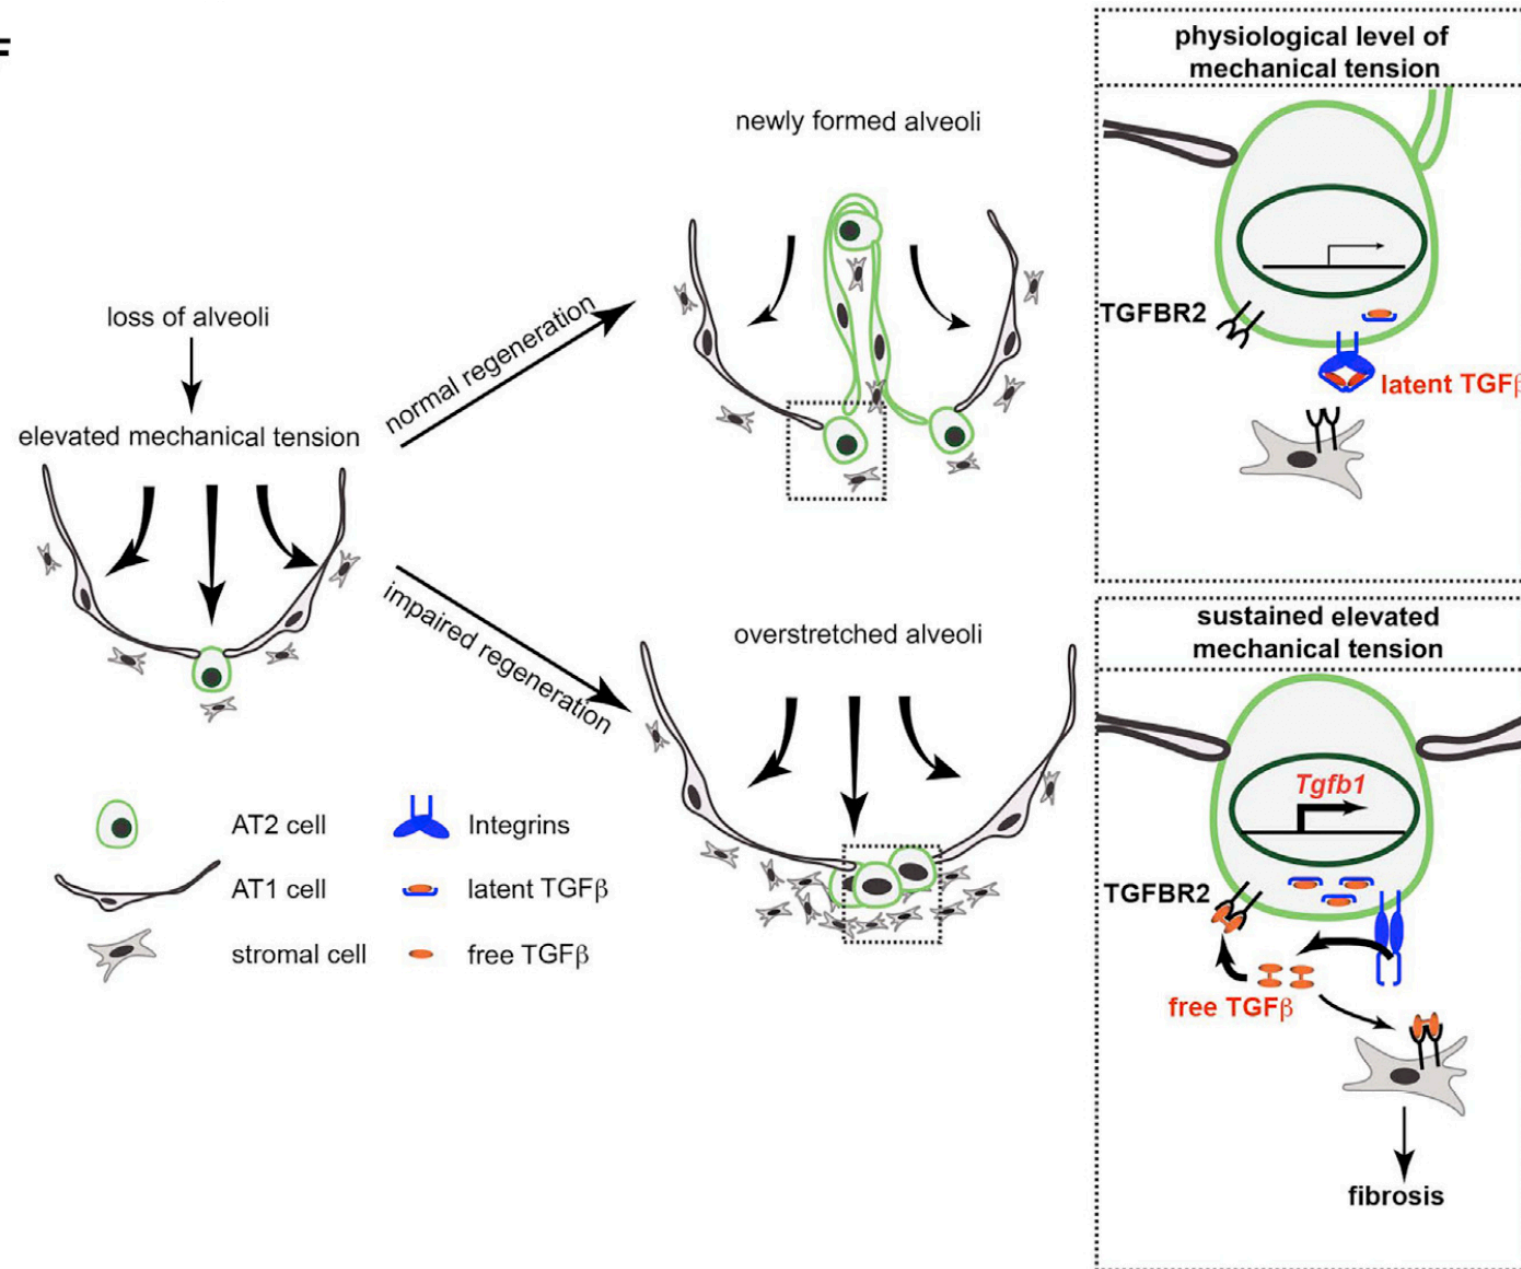 F
loss of alveoli
elevated mechanical tension
normal regeneration
impaired regeneration
newly formed alveoli
overstretched alveoli
AT2 cell
AT1 cell
stromal cell
Integrins
latent TGFβ
free TGFβ
physiological level of
mechanical tension
TGFBR2
latent TGFβ
sustained elevated
mechanical tension
Tgfb1
TGFBR2
free TGFβ
fibrosis